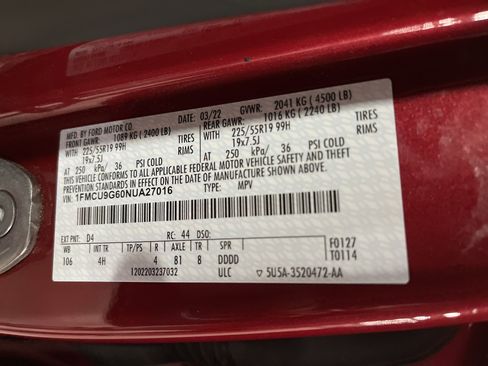 MFD. BY FORD MOTOR CO. DATE: 03/22 GVWR: 2041 KG ( 4500 LB)
FRONT GAWR: 1089 KG ( 2400 LB) REAR GAWR: 1016 KG ( 2240 LB)
WITH 225/55R19 99H TIRES WITH 225/55R19 99H TIRES
19x7.5J RIMS 19x7.5J RIMS
AT 250 kPa/ 36 PSI COLD AT 250 kPa/ 36 PSI COLD
THIS VEHICLE CONFORMS TO ALL APPLICABLE FEDERAL MOTOR VEHICLE SAFETY AND THEFT
PREVENTION STANDARDS IN EFFECT ON THE DATE OF MANUFACTURE SHOWN ABOVE.
VIN: 1FMCU9G60NUA27016 TYPE: MPV
EXT PNT: D4 RC: 44 DSO: F0127
WB INT TR TP/PS R AXLE TR SPR T0114
106 4H 4 81 8 DDDD
1202203237032 ULC 5U5A-3520472-AA